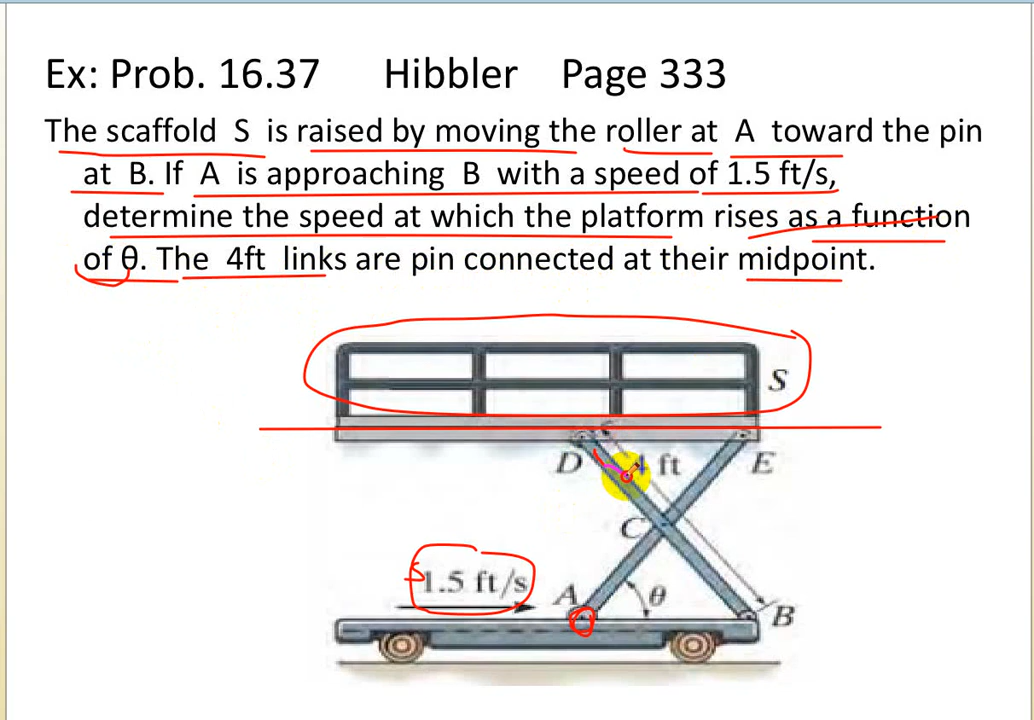 Ex: Prob. 16.37 Hibbler Page 333
The scaffold S is raised by moving the roller at A toward the pin
at B. If A is approaching B with a speed of 1.5 ft/s,
determine the speed at which the platform rises as a function
of θ. The 4ft links are pin connected at their midpoint.
S
D 4 ft E
C
1.5 ft/s A θ
B